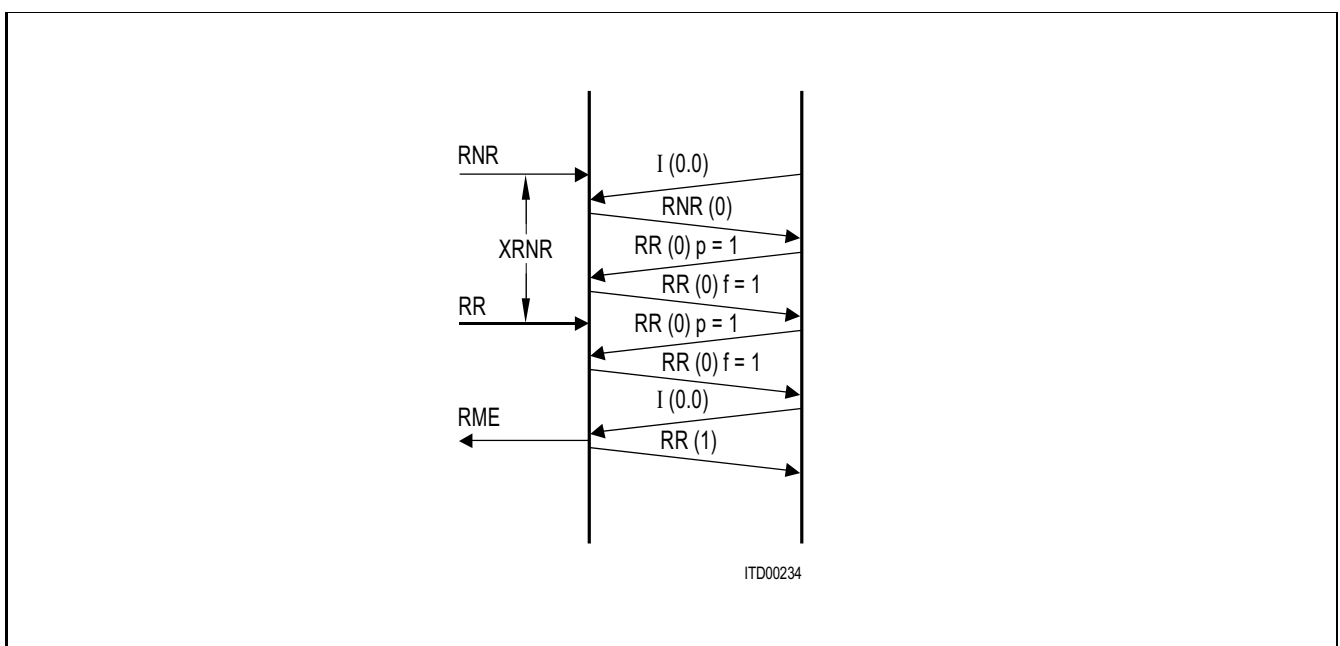 RNR
I (0.0)
RNR (0)
XRNR
RR (0) p = 1
RR (0) f = 1
RR
RR (0) p = 1
RR (0) f = 1
I (0.0)
RME
RR (1)
ITD00234